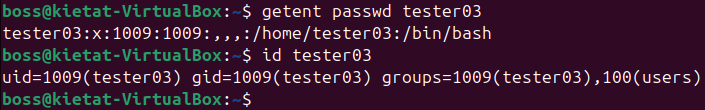 boss@kietat-VirtualBox:~$ getent passwd tester03
tester03:x:1009:1009:,,,:/home/tester03:/bin/bash
boss@kietat-VirtualBox:~$ id tester03
uid=1009(tester03) gid=1009(tester03) groups=1009(tester03),100(users)
boss@kietat-VirtualBox:~$